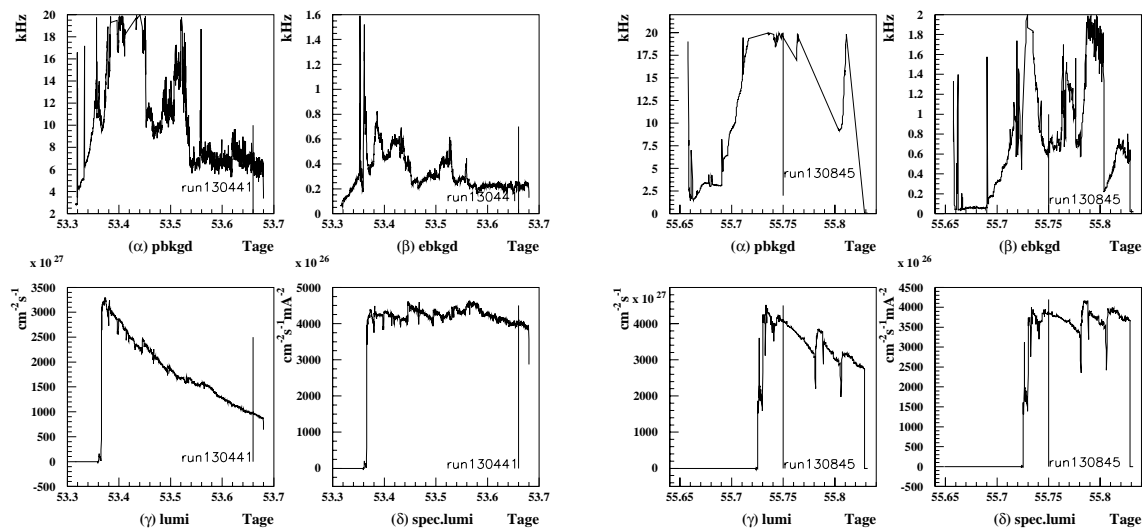 kHz
20
18
16
14
12
10
8
6
4
2
run130441
53.3 53.4 53.5 53.6 53.7
(α) pbkgd Tage
kHz
1.6
1.4
1.2
1
0.8
0.6
0.4
0.2
0
run130441
53.3 53.4 53.5 53.6 53.7
(β) ebkgd Tage
kHz
20
17.5
15
12.5
10
7.5
5
2.5
0
run130845
55.65 55.7 55.75 55.8
(α) pbkgd Tage
kHz
2
1.8
1.6
1.4
1.2
1
0.8
0.6
0.4
0.2
0
run130845
55.65 55.7 55.75 55.8
(β) ebkgd Tage
x 10 27
cm-2s-1
3500
3000
2500
2000
1500
1000
500
0
-500
run130441
53.3 53.4 53.5 53.6 53.7
(γ) lumi Tage
x 10 26
cm-2s-1mA-2
5000
4000
3000
2000
1000
0
run130441
53.3 53.4 53.5 53.6 53.7
(δ) spec.lumi Tage
x 10 27
cm-2s-1
5000
4000
3000
2000
1000
0
run130845
55.65 55.7 55.75 55.8
(γ) lumi Tage
x 10 26
cm-2s-1mA-2
4500
4000
3500
3000
2500
2000
1500
1000
500
0
-500
run130845
55.65 55.7 55.75 55.8
(δ) spec.lumi Tage